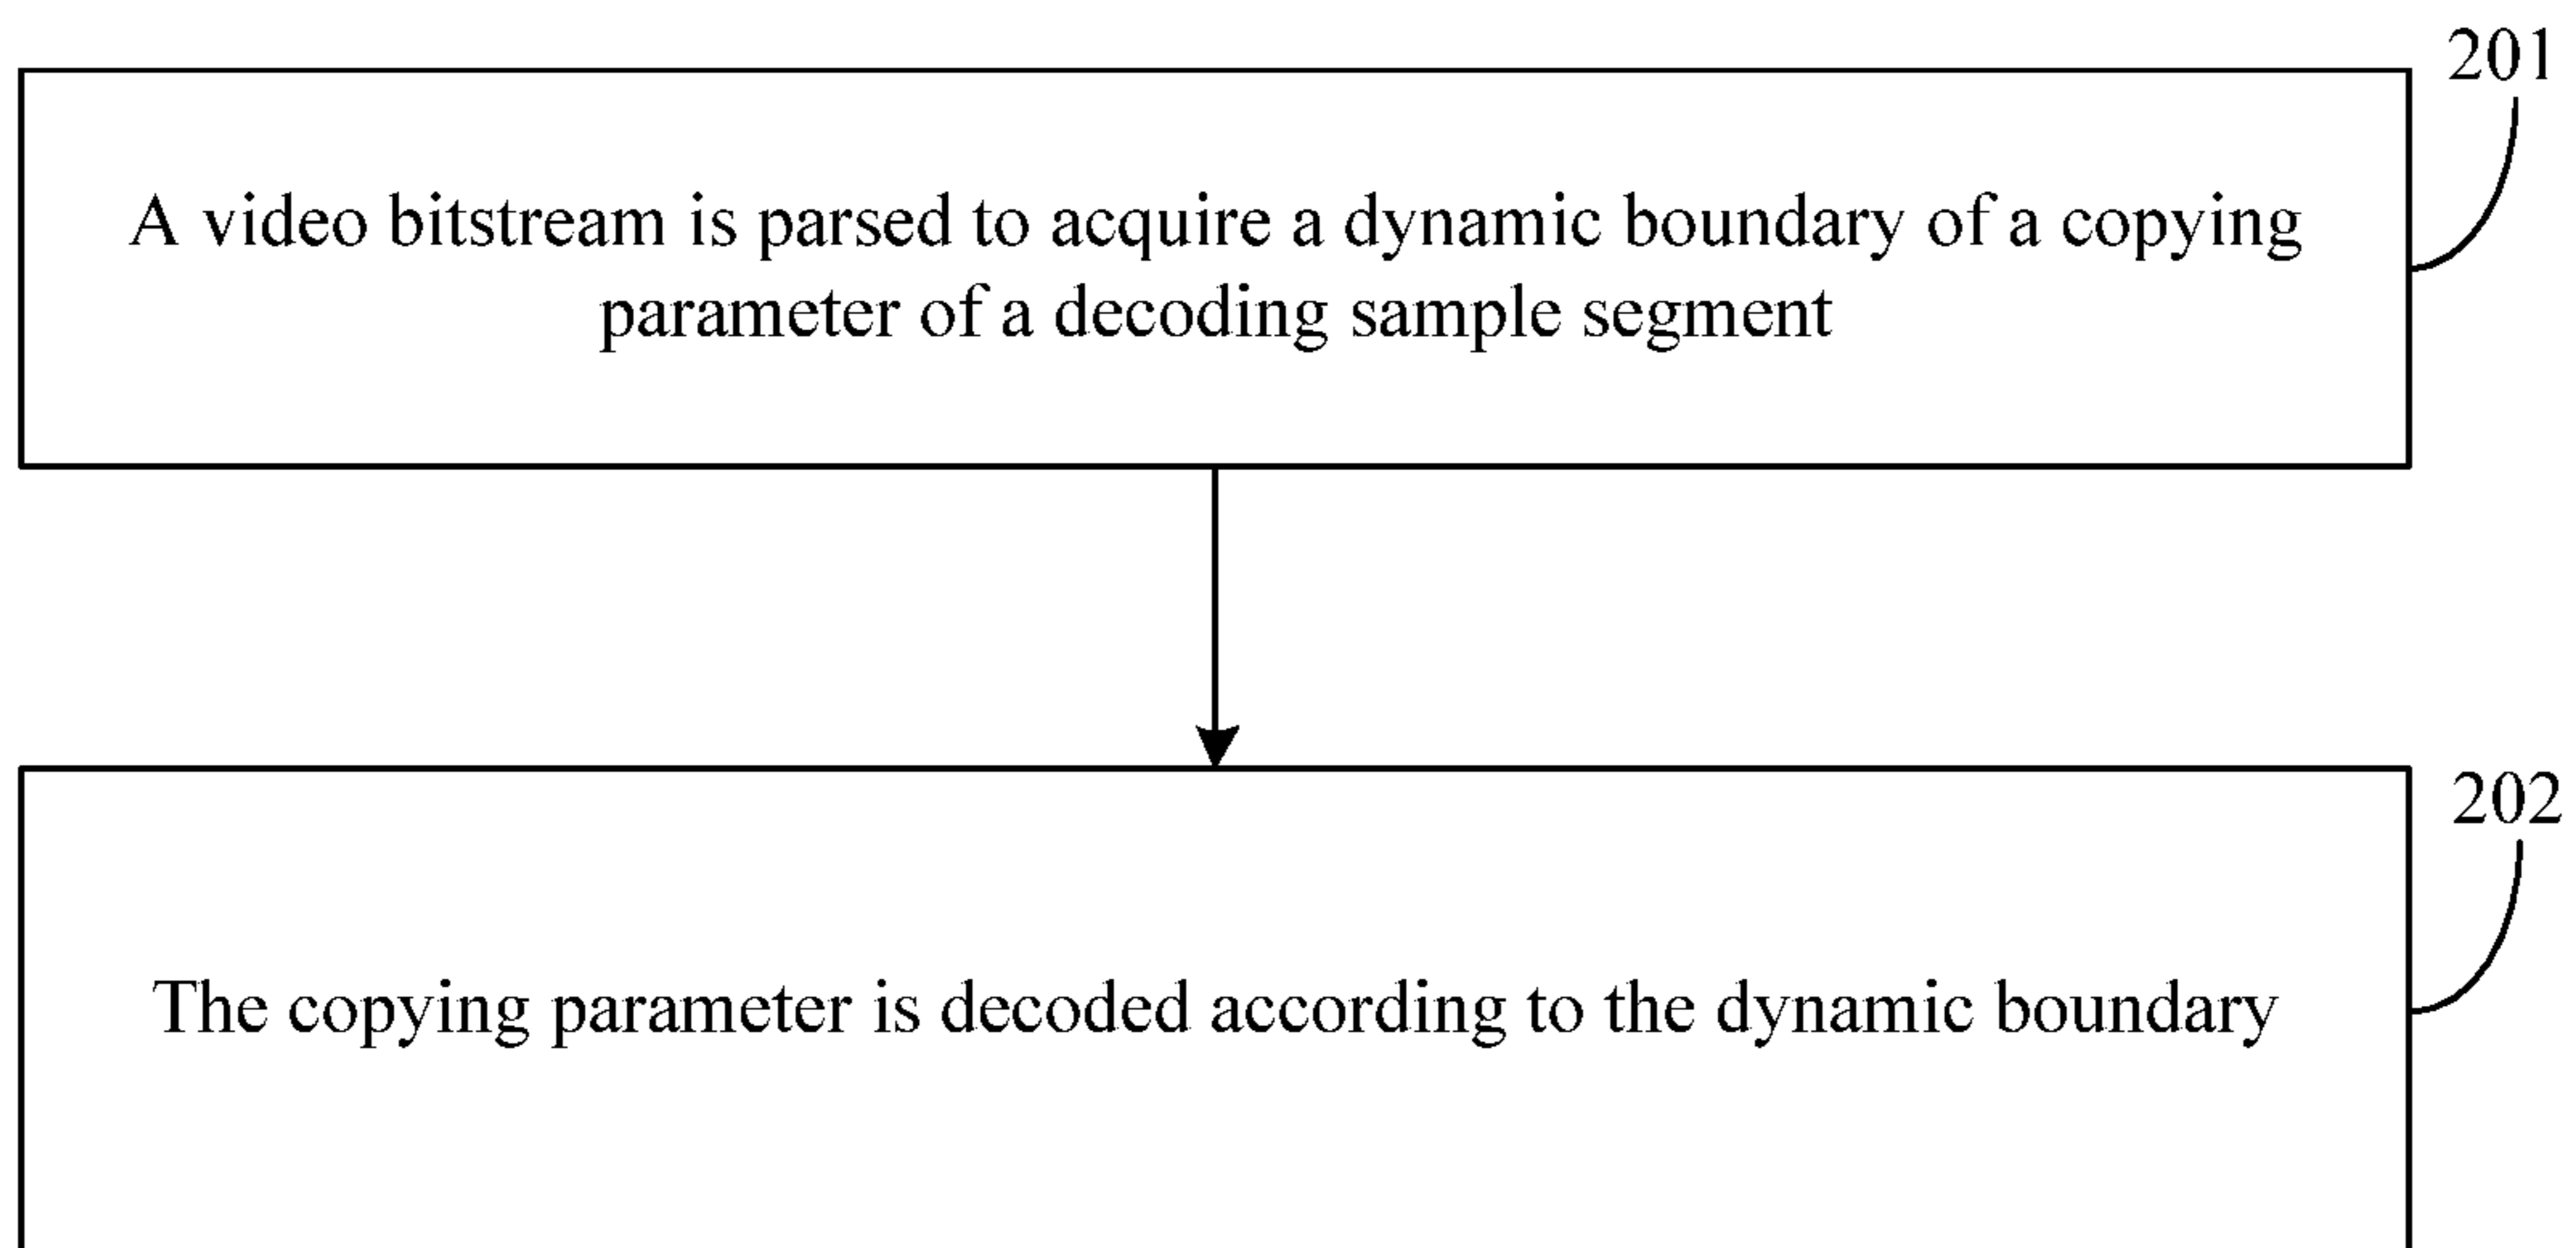 201
A video bitstream is parsed to acquire a dynamic boundary of a copying
parameter of a decoding sample segment
202
The copying parameter is decoded according to the dynamic boundary